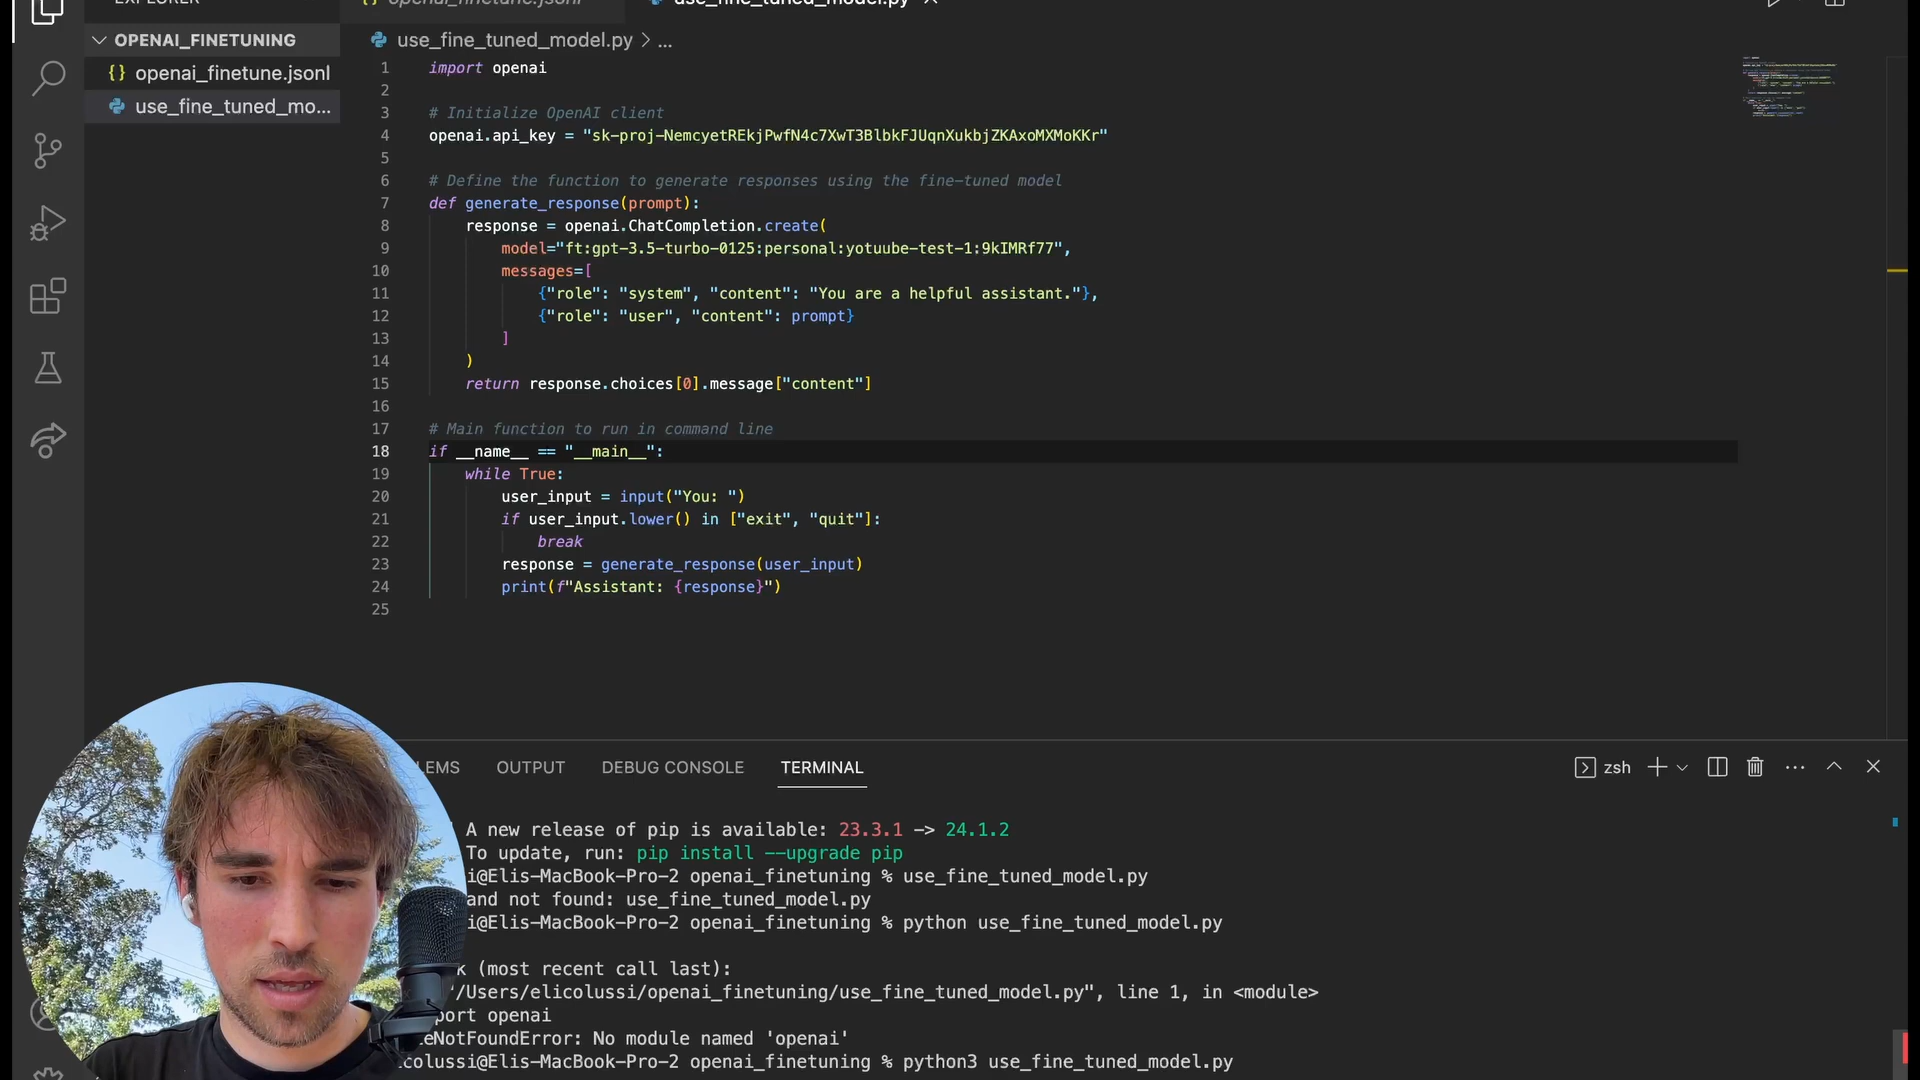 EXPLORER
OPENAI_FINETUNING
{} openai_finetune.jsonl
use_fine_tuned_mo...
{} openai_finetune.jsonl
use_fine_tuned_model.py
use_fine_tuned_model.py > ...
1 import openai
2
3 # Initialize OpenAI client
4 openai.api_key = "sk-proj-NemcyetREkjPwfN4c7XwT3BlbkFJUqnXukbjZKAxoMXMoKKr"
5
6 # Define the function to generate responses using the fine-tuned model
7 def generate_response(prompt):
8 response = openai.ChatCompletion.create(
9 model="ft:gpt-3.5-turbo-0125:personal:yotuube-test-1:9kIMRf77",
10 messages=[
11 {"role": "system", "content": "You are a helpful assistant."},
12 {"role": "user", "content": prompt}
13 ]
14 )
15 return response.choices[0].message["content"]
16
17 # Main function to run in command line
18 if __name__ == "__main__":
19 while True:
20 user_input = input("You: ")
21 if user_input.lower() in ["exit", "quit"]:
22 break
23 response = generate_response(user_input)
24 print(f"Assistant: {response}")
25
LEMS OUTPUT DEBUG CONSOLE TERMINAL zsh
A new release of pip is available: 23.3.1 -> 24.1.2
To update, run: pip install --upgrade pip
i@Elis-MacBook-Pro-2 openai_finetuning % use_fine_tuned_model.py
and not found: use_fine_tuned_model.py
i@Elis-MacBook-Pro-2 openai_finetuning % python use_fine_tuned_model.py
k (most recent call last):
"/Users/elicolussi/openai_finetuning/use_fine_tuned_model.py", line 1, in <module>
port openai
eNotFoundError: No module named 'openai'
colussi@Elis-MacBook-Pro-2 openai_finetuning % python3 use_fine_tuned_model.py